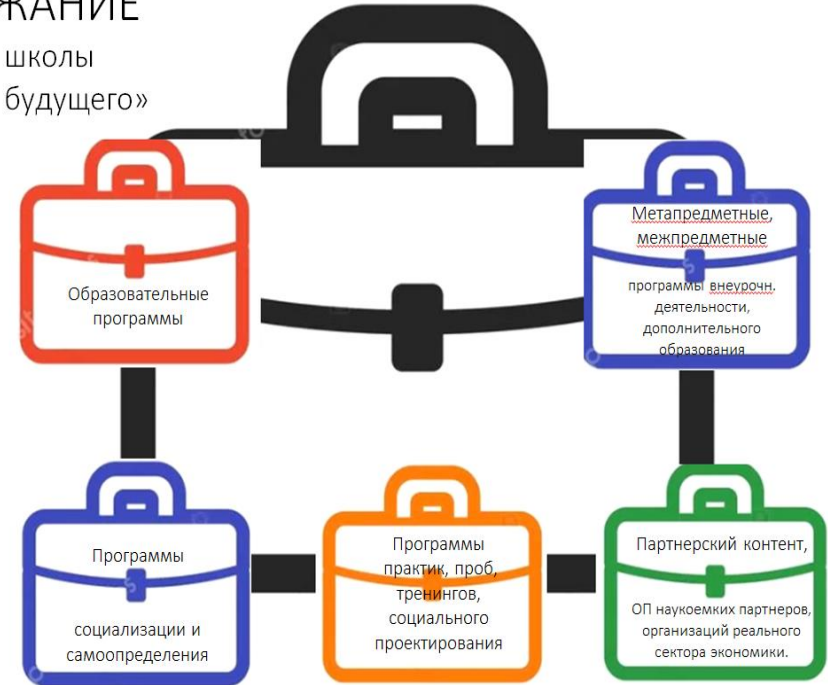 ЖАНИЕ
школы
будущего»
Образовательные
программы
Метапредметные,
межпредметные
программы внеурочн.
деятельности,
дополнительного
образования
Программы
социализации и
самоопределения
Программы
практик, проб,
тренингов,
социального
проектирования
Партнерский контент,
ОП наукоемких партнеров,
организаций реального
сектора экономики.